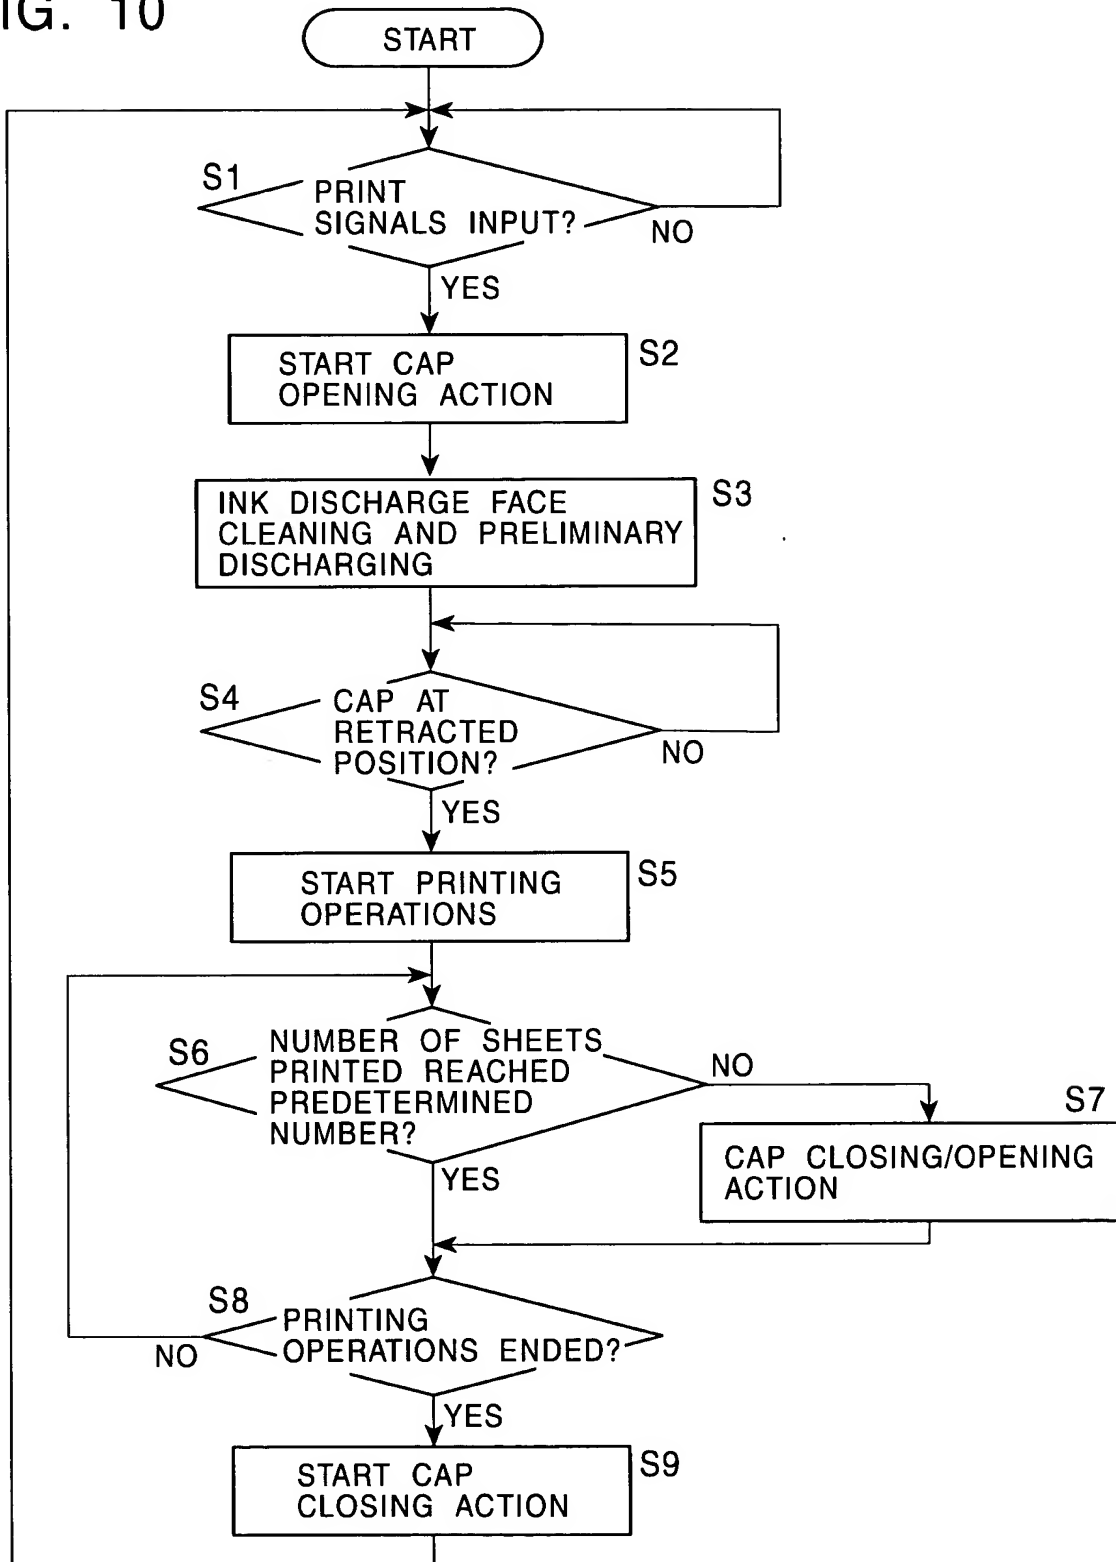 IG. 10
START
S1
PRINT
SIGNALS INPUT?
NO
YES
START CAP
OPENING ACTION
S2
INK DISCHARGE FACE
CLEANING AND PRELIMINARY
DISCHARGING
S3
S4
CAP AT
RETRACTED
POSITION?
NO
YES
START PRINTING
OPERATIONS
S5
S6
NUMBER OF SHEETS
PRINTED REACHED
PREDETERMINED
NUMBER?
NO
YES
S7
CAP CLOSING/OPENING
ACTION
S8
PRINTING
OPERATIONS ENDED?
NO
YES
START CAP
CLOSING ACTION
S9